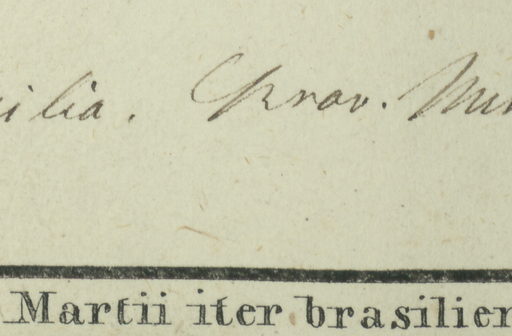 ilia. Prov. Min
Martii iter brasilien